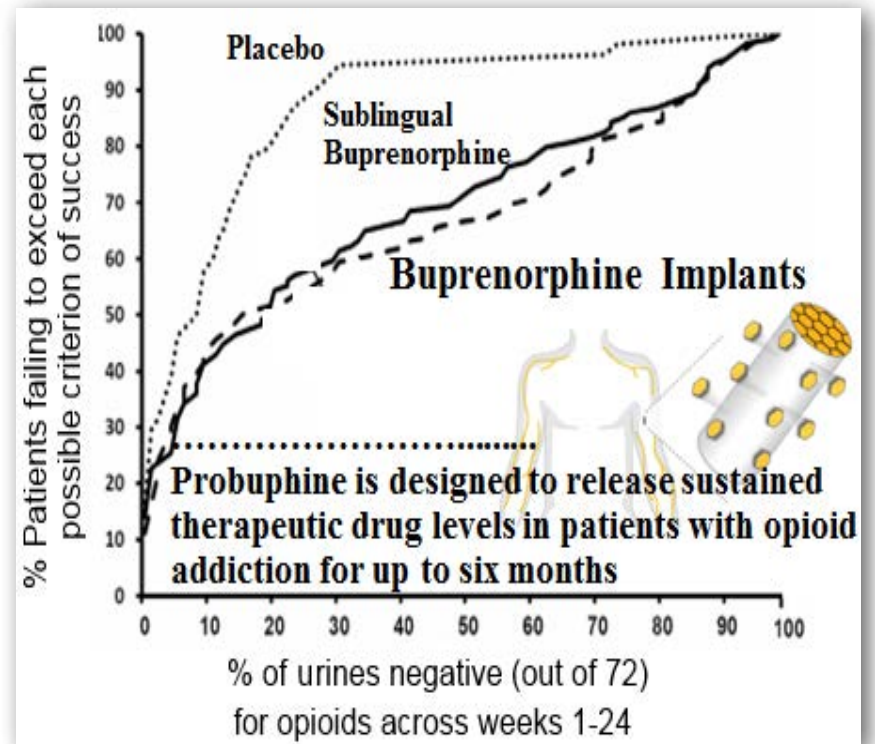 % Patients failing to exceed each
possible criterion of success
100
90
80
70
60
50
40
30
20
10
0
Placebo
Sublingual
Buprenorphine
Buprenorphine Implants
Probuphine is designed to release sustained
therapeutic drug levels in patients with opioid
addiction for up to six months
0 10 20 30 40 50 60 70 80 90 100
% of urines negative (out of 72)
for opioids across weeks 1-24